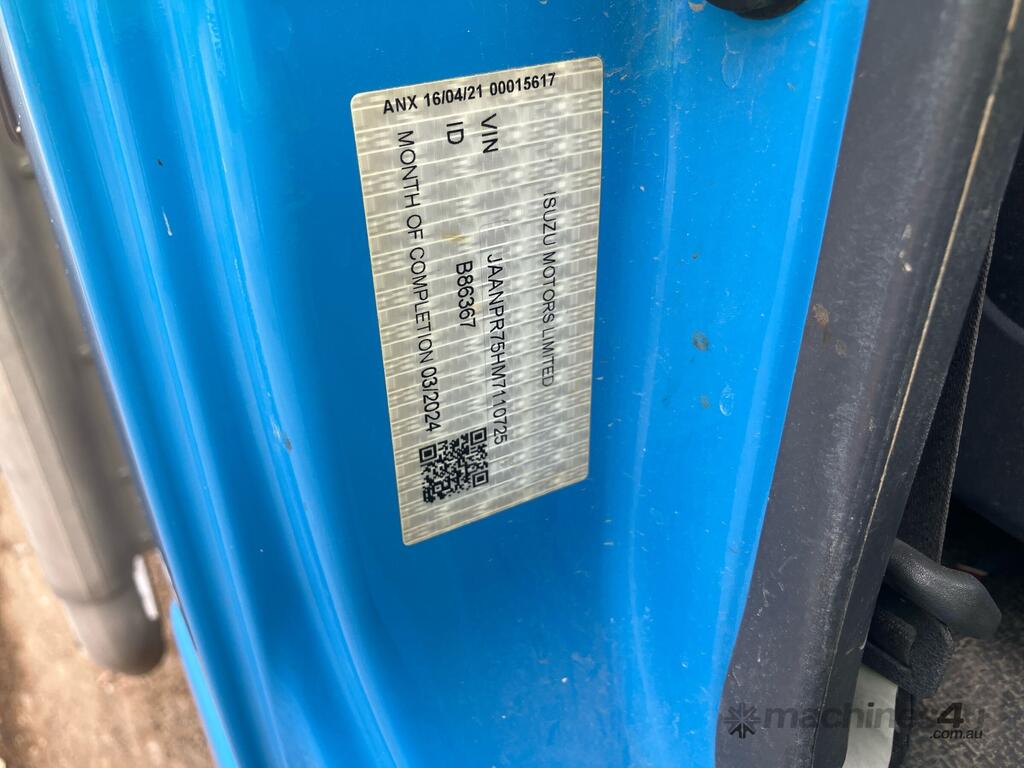 ANX 16/04/21 00015617
ISUZU MOTORS LIMITED
VIN JAANPR75HM7110725
ID B86367
MONTH OF COMPLETION 03/2024
machines4u
.com.au